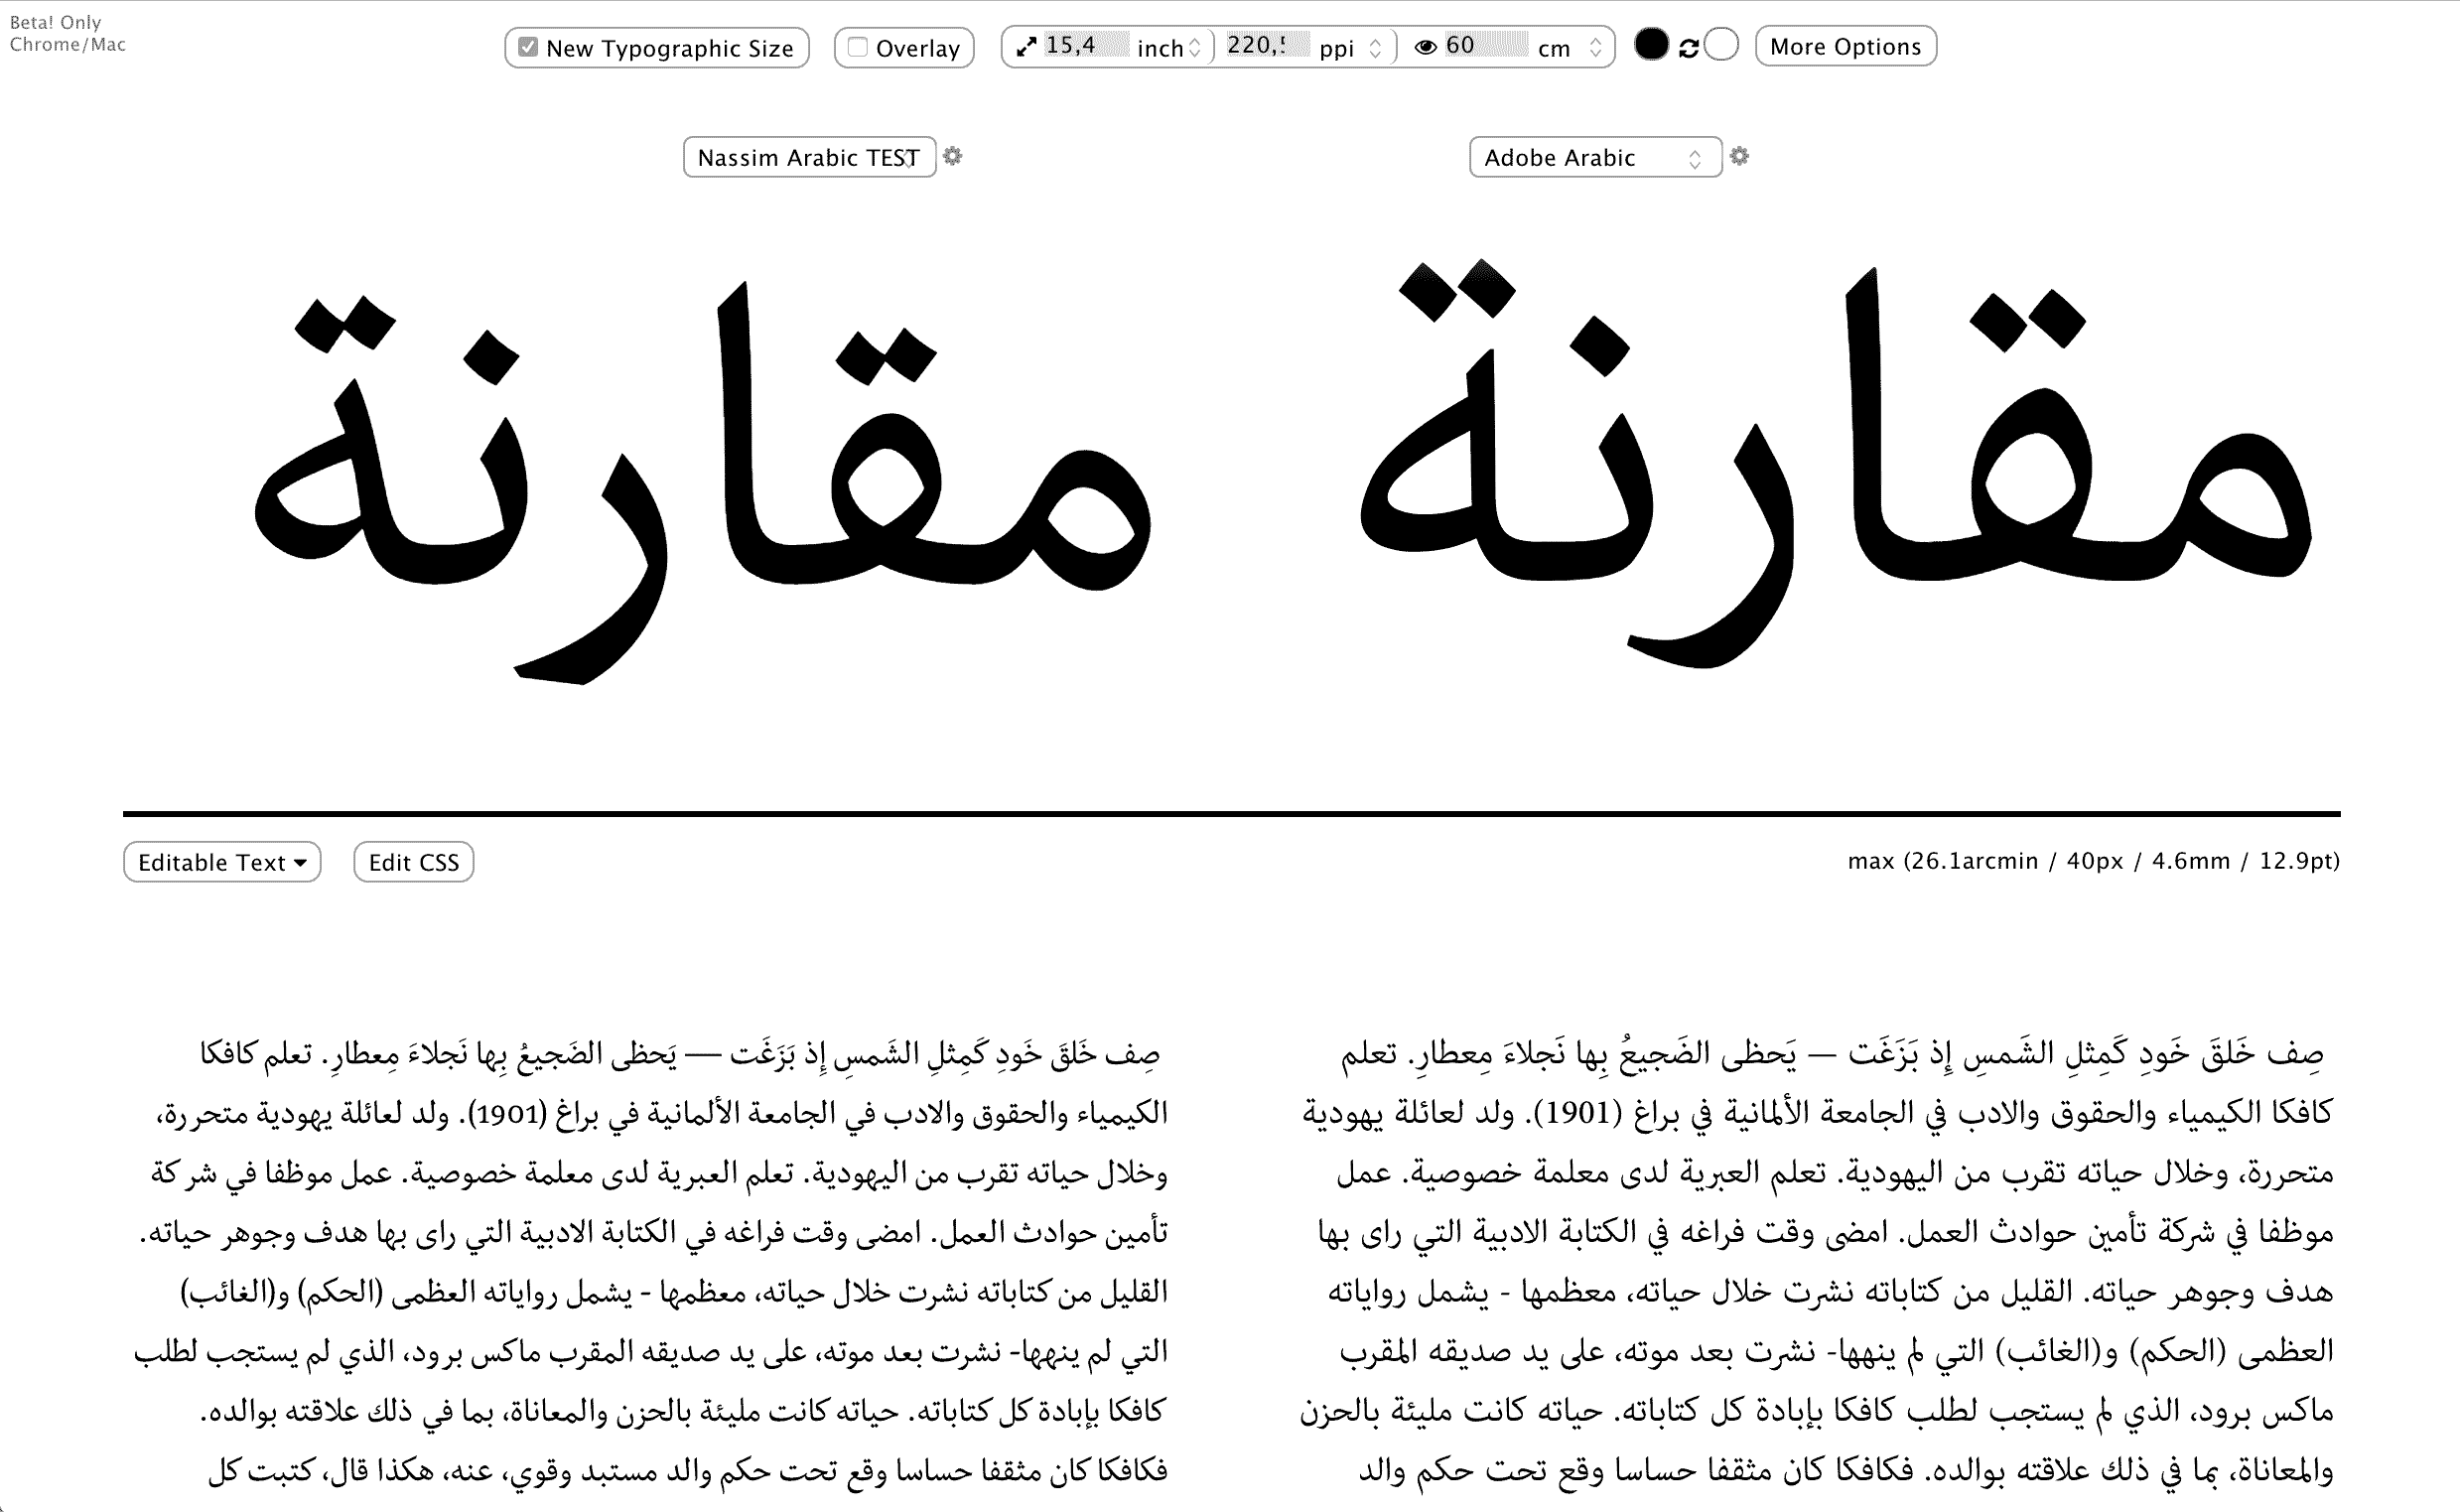 Beta! Only
Chrome/Mac
New Typographic Size
Overlay
15,4 inch
220,5 ppi
60 cm
More Options
Nassim Arabic TEST
Adobe Arabic
مقارنة
مقارنة
Editable Text
Edit CSS
max (26.1arcmin / 40px / 4.6mm / 12.9pt)
صِف خَلقَ خَودِ كَمِثلِ الشَمسِ إِذ بَزَغَت — يَحظى الضَجيعُ بِها نَجلاءَ مِعطارِ. تعلم كافكا
الكيمياء والحقوق والادب في الجامعة الألمانية في براغ (1901). ولد لعائلة يهودية متحررة،
وخلال حياته تقرب من اليهودية. تعلم العبرية لدى معلمة خصوصية. عمل موظفا في شركة
تأمين حوادث العمل. امضى وقت فراغه في الكتابة الادبية التي راى بها هدف وجوهر حياته.
القليل من كتاباته نشرت خلال حياته، معظمها - يشمل رواياته العظمى (الحكم) و(الغائب)
التي لم ينهها- نشرت بعد موته، على يد صديقه المقرب ماكس برود، الذي لم يستجب لطلب
كافكا بإبادة كل كتاباته. حياته كانت مليئة بالحزن والمعاناة، بما في ذلك علاقته بوالده.
فكافكا كان مثقفا حساسا وقع تحت حكم والد مستبد وقوي، عنه، هكذا قال، كتبت كل
صِف خَلقَ خَودِ كَمِثلِ الشَمسِ إِذ بَزَغَت — يَحظى الضَجيعُ بِها نَجلاءَ مِعطارِ. تعلم
كافكا الكيمياء والحقوق والادب في الجامعة الألمانية في براغ (1901). ولد لعائلة يهودية
متحررة، وخلال حياته تقرب من اليهودية. تعلم العبرية لدى معلمة خصوصية. عمل
موظفا في شركة تأمين حوادث العمل. امضى وقت فراغه في الكتابة الادبية التي راى بها
هدف وجوهر حياته. القليل من كتاباته نشرت خلال حياته، معظمها - يشمل رواياته
العظمى (الحكم) و(الغائب) التي لم ينهها- نشرت بعد موته، على يد صديقه المقرب
ماكس برود، الذي لم يستجب لطلب كافكا بإبادة كل كتاباته. حياته كانت مليئة بالحزن
والمعاناة، بما في ذلك علاقته بوالده. فكافكا كان مثقفا حساسا وقع تحت حكم والد